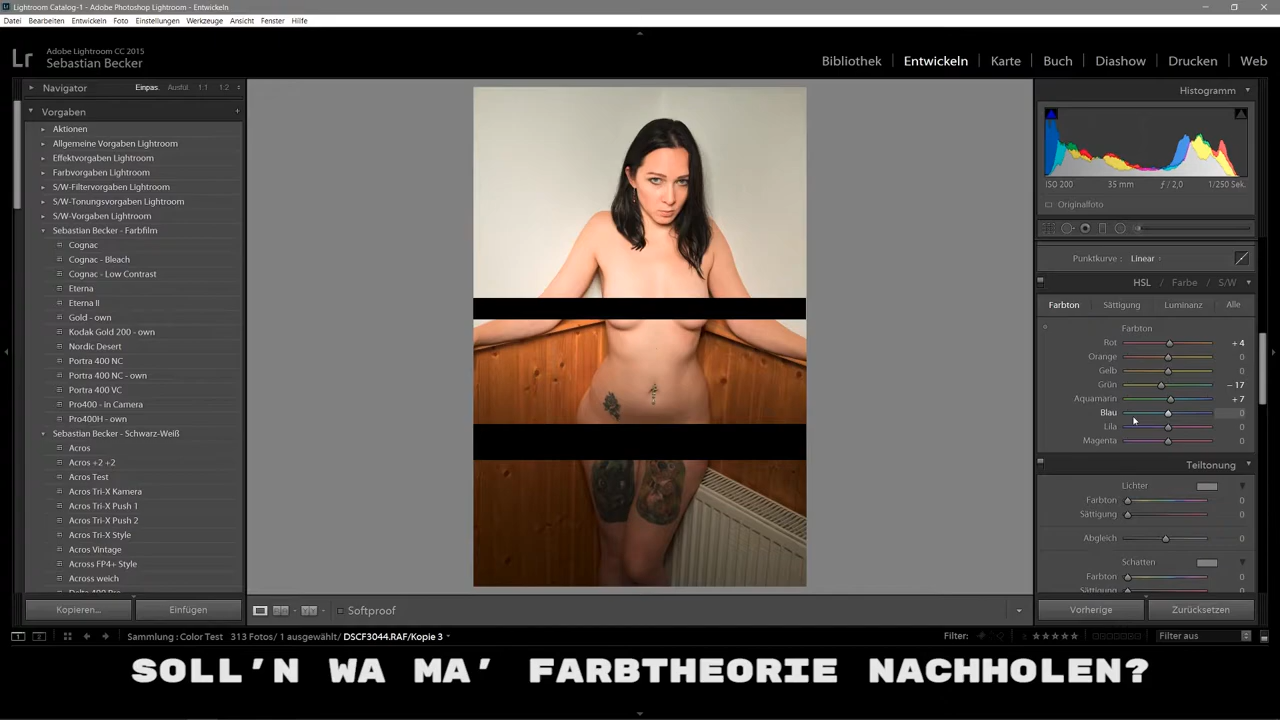 Lightroom Catalog-1 - Adobe Photoshop Lightroom - Entwickeln
Datei Bearbeiten Entwickeln Foto Einstellungen Werkzeuge Ansicht Fenster Hilfe
Lr Adobe Lightroom CC 2015
Sebastian Becker
Bibliothek Entwickeln Karte Buch Diashow Drucken Web
Navigator Einpas. Ausfül. 1:1 1:2
Vorgaben
Aktionen
Allgemeine Vorgaben Lightroom
Effektvorgaben Lightroom
Farbvorgaben Lightroom
S/W-Filtervorgaben Lightroom
S/W-Tonungsvorgaben Lightroom
S/W-Vorgaben Lightroom
Sebastian Becker - Farbfilm
Cognac
Cognac - Bleach
Cognac - Low Contrast
Eterna
Eterna II
Gold - own
Kodak Gold 200 - own
Nordic Desert
Portra 400 NC
Portra 400 NC - own
Portra 400 VC
Pro400 - in Camera
Pro400H - own
Sebastian Becker - Schwarz-Weiß
Acros
Acros +2 +2
Acros Test
Acros Tri-X Kamera
Acros Tri-X Push 1
Acros Tri-X Push 2
Acros Tri-X Style
Acros Vintage
Across FP4+ Style
Across weich
Kopieren... Einfügen
Softproof
Histogramm
ISO 200 35 mm ƒ / 2,0 1/250 Sek.
Originalfoto
Punktkurve : Linear
HSL / Farbe / S/W
Farbton Sättigung Luminanz Alle
Farbton
Rot + 4
Orange 0
Gelb 0
Grün − 17
Aquamarin + 7
Blau 0
Lila 0
Magenta 0
Teiltonung
Lichter
Farbton 0
Sättigung 0
Abgleich 0
Schatten
Farbton 0
Sättigung 0
Vorherige Zurücksetzen
1 2 Sammlung : Color Test 313 Fotos/ 1 ausgewählt/ DSCF3044.RAF/Kopie 3 Filter: Filter aus
SOLL'N WA MA' FARBTHEORIE NACHHOLEN?